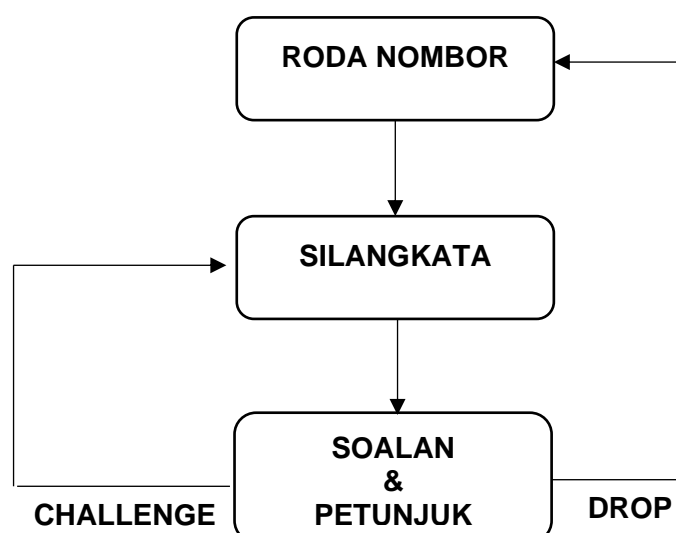 RODA NOMBOR
SILANGKATA
SOALAN
&
PETUNJUK
CHALLENGE
DROP